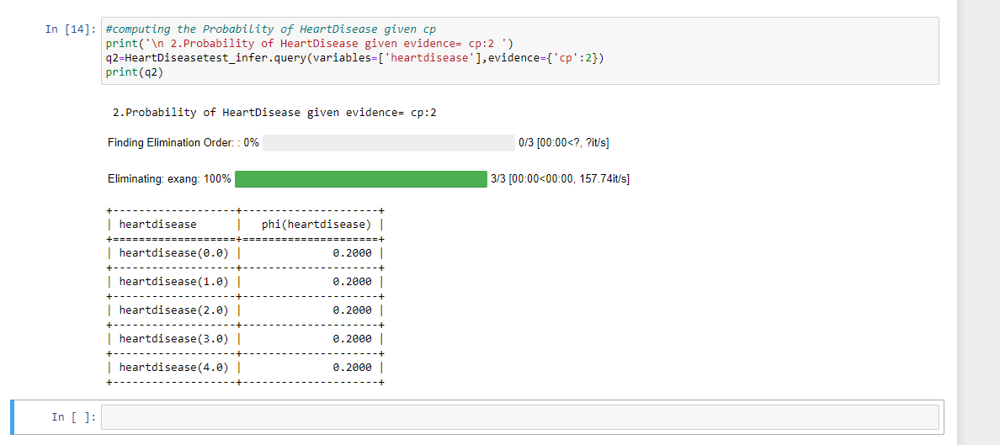 In [14]: #computing the Probability of HeartDisease given cp
print('\n 2.Probability of HeartDisease given evidence= cp:2 ')
q2=HeartDiseasetest_infer.query(variables=['heartdisease'],evidence={'cp':2})
print(q2)
2.Probability of HeartDisease given evidence= cp:2
Finding Elimination Order: : 0% 0/3 [00:00<?, ?it/s]
Eliminating: exang: 100% 3/3 [00:00<00:00, 157.74it/s]
+-------------------+---------------------+
| heartdisease      |   phi(heartdisease) |
+===================+=====================+
| heartdisease(0.0) |              0.2000 |
+-------------------+---------------------+
| heartdisease(1.0) |              0.2000 |
+-------------------+---------------------+
| heartdisease(2.0) |              0.2000 |
+-------------------+---------------------+
| heartdisease(3.0) |              0.2000 |
+-------------------+---------------------+
| heartdisease(4.0) |              0.2000 |
+-------------------+---------------------+
In [ ]: